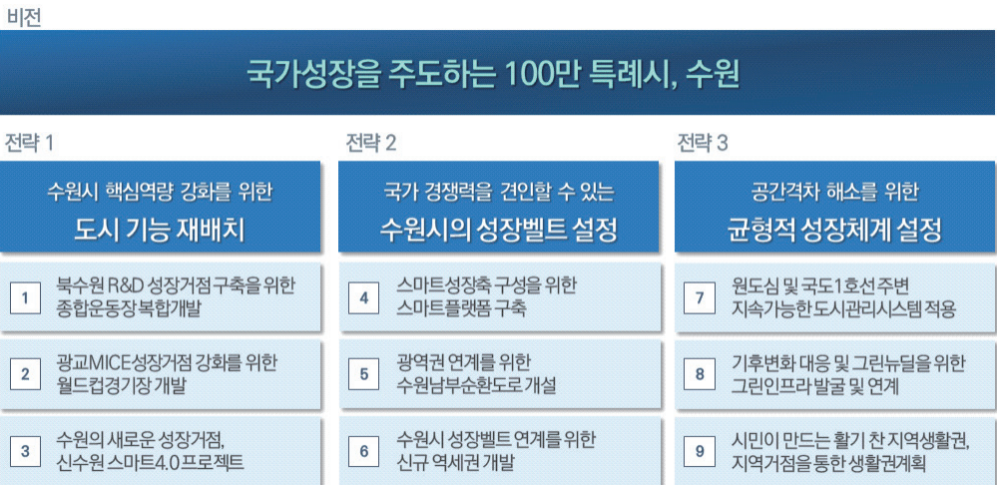 비전
국가성장을 주도하는 100만 특례시, 수원
전략 1
수원시 핵심역량 강화를 위한
도시 기능 재배치
1
북수원 R&D 성장거점 구축을 위한
종합운동장 복합개발
2
광교MICE성장거점 강화를 위한
월드컵경기장 개발
3
수원의 새로운 성장거점,
신수원 스마트4.0 프로젝트
전략 2
국가 경쟁력을 견인할 수 있는
수원시의 성장벨트 설정
4
스마트성장축 구성을 위한
스마트플랫폼 구축
5
광역권 연계를 위한
수원남부순환도로 개설
6
수원시 성장벨트 연계를 위한
신규 역세권 개발
전략 3
공간격차 해소를 위한
균형적 성장체계 설정
7
원도심 및 국도1호선 주변
지속가능한 도시관리시스템 적용
8
기후변화 대응 및 그린뉴딜을 위한
그린인프라 발굴 및 연계
9
시민이 만드는 활기 찬 지역생활권,
지역거점을 통한 생활권계획